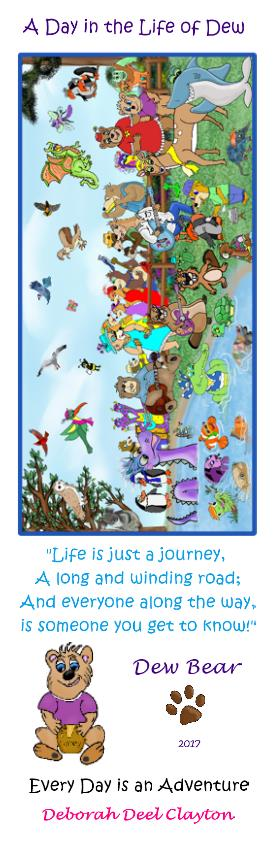 A Day in the Life of Dew
"Life is just a journey,
A long and winding road;
And everyone along the way,
is someone you get to know!"
Dew Bear
2017
Every Day is an Adventure
Deborah Deel Clayton